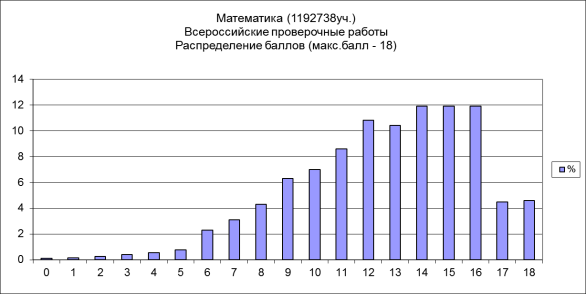 Математика (1192738уч.)
Всероссийские проверочные работы
Распределение баллов (макс.балл - 18)
14
12
10
8
6
4
2
0
%
0 1 2 3 4 5 6 7 8 9 10 11 12 13 14 15 16 17 18